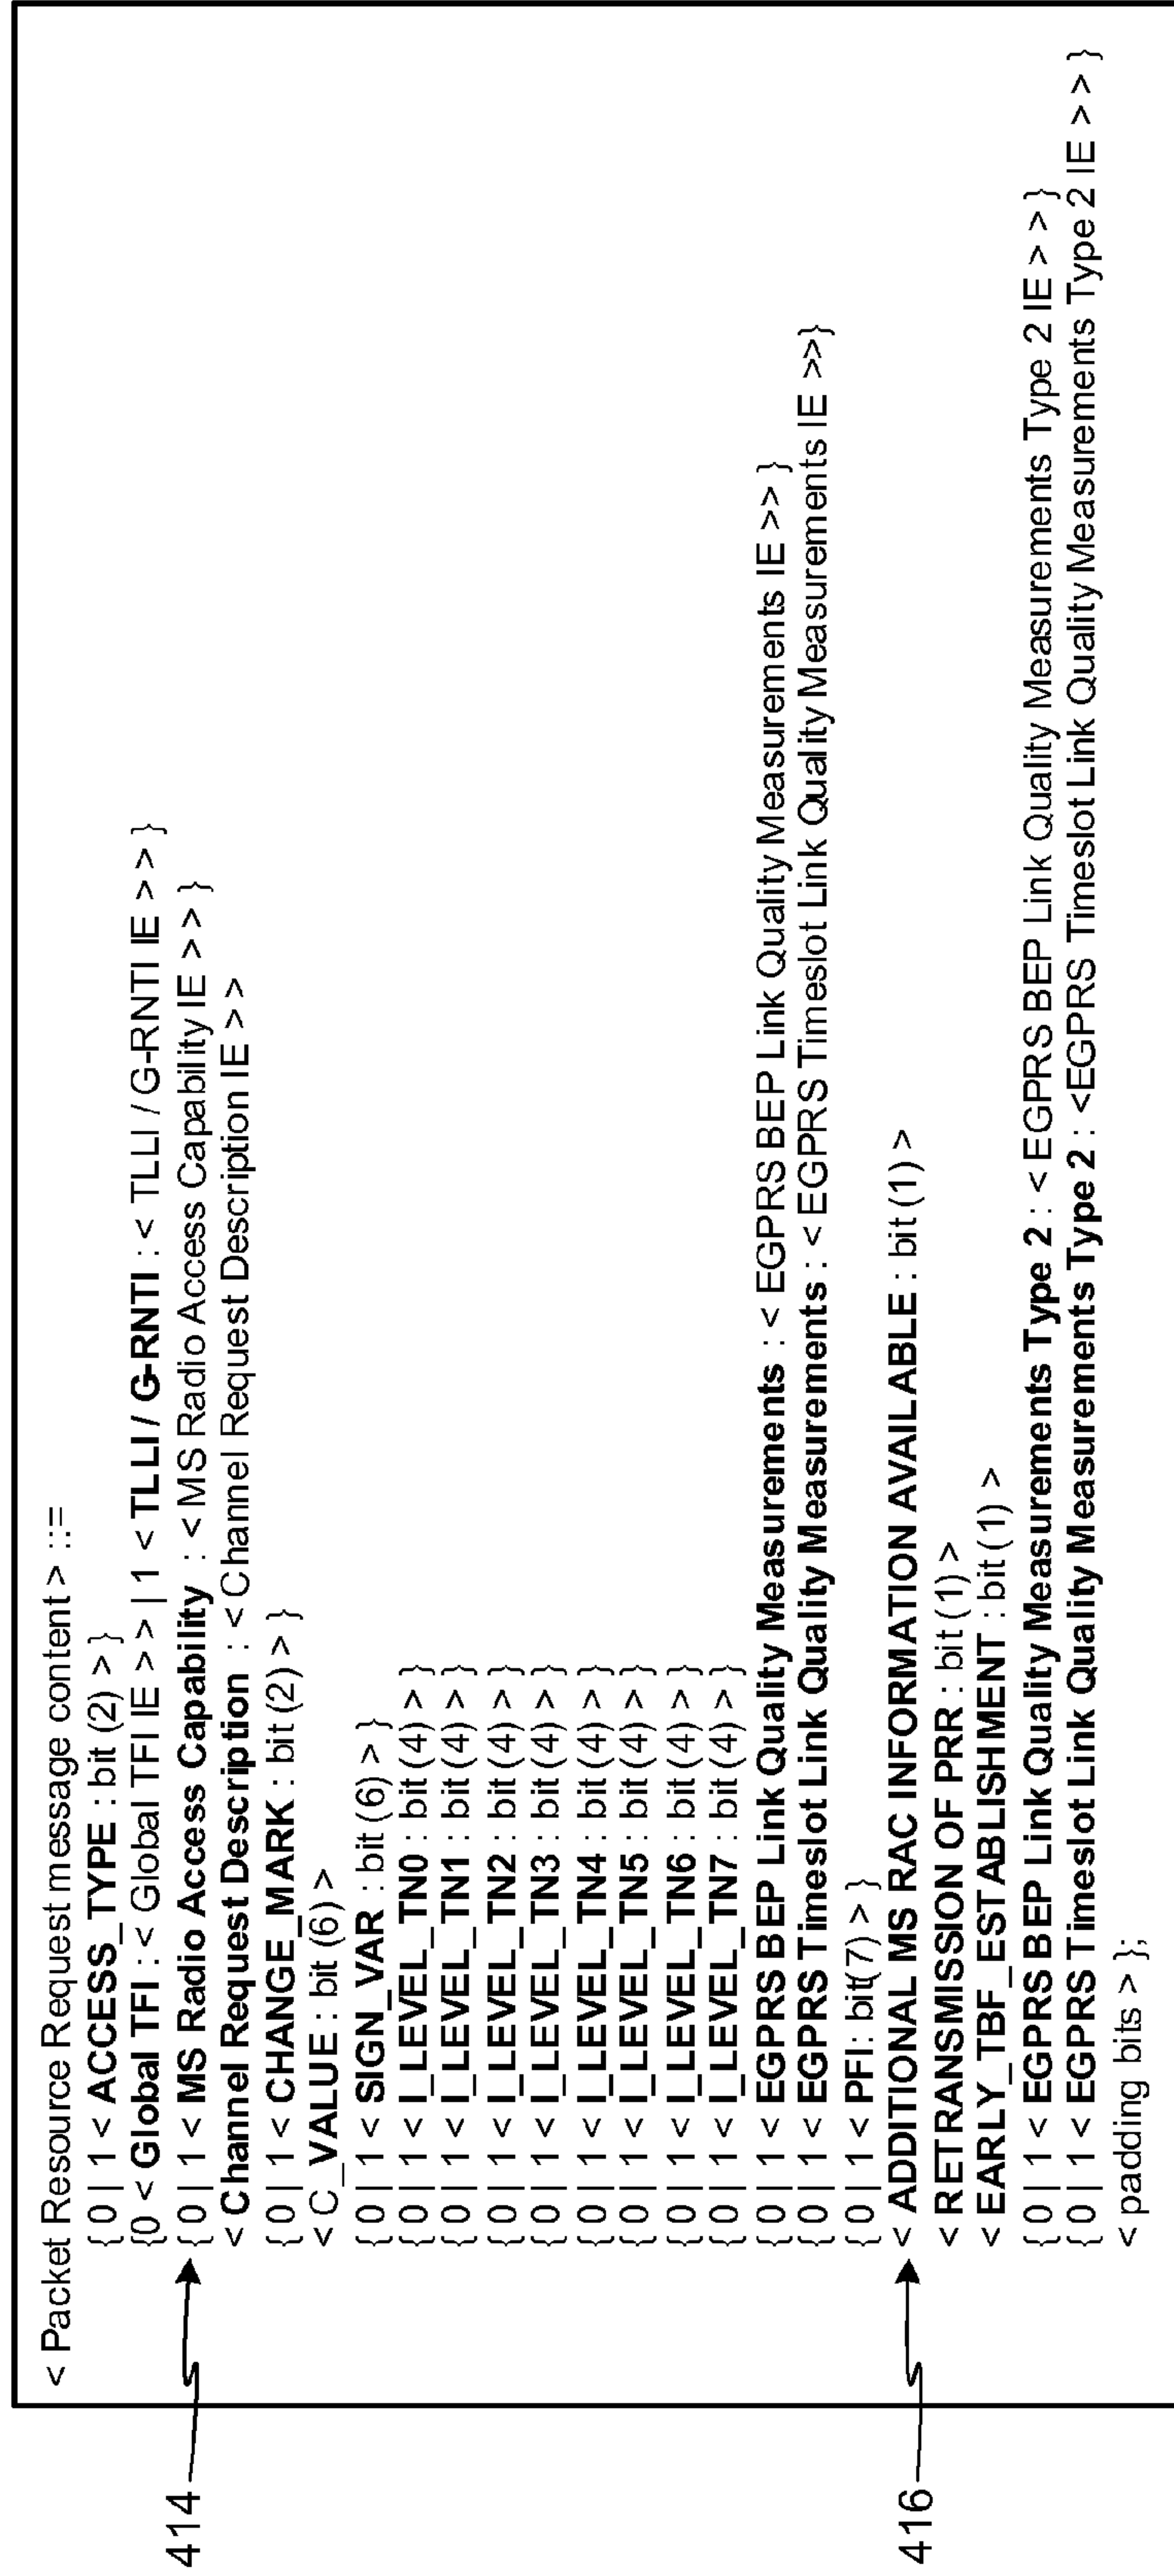 < Packet Resource Request message content > ::=
{ 0 | 1 < ACCESS_TYPE : bit (2) > }
{0 < Global TFI : < Global TFI IE > > | 1 < TLLI / G-RNTI : < TLLI / G-RNTI IE > > }
414 { 0 | 1 < MS Radio Access Capability : < MS Radio Access Capability IE > > }
< Channel Request Description : < Channel Request Description IE > >
{ 0 | 1 < CHANGE_MARK : bit (2) > }
< C_VALUE : bit (6) >
{ 0 | 1 < SIGN_VAR : bit (6) > }
{ 0 | 1 < I_LEVEL_TN0 : bit (4) > }
{ 0 | 1 < I_LEVEL_TN1 : bit (4) > }
{ 0 | 1 < I_LEVEL_TN2 : bit (4) > }
{ 0 | 1 < I_LEVEL_TN3 : bit (4) > }
{ 0 | 1 < I_LEVEL_TN4 : bit (4) > }
{ 0 | 1 < I_LEVEL_TN5 : bit (4) > }
{ 0 | 1 < I_LEVEL_TN6 : bit (4) > }
{ 0 | 1 < I_LEVEL_TN7 : bit (4) > }
{ 0 | 1 < EGPRS BEP Link Quality Measurements : < EGPRS BEP Link Quality Measurements IE >> }
{ 0 | 1 < EGPRS Timeslot Link Quality Measurements : < EGPRS Timeslot Link Quality Measurements IE >>}
{ 0 | 1 < PFI : bit(7) > }
416 < ADDITIONAL MS RAC INFORMATION AVAILABLE : bit (1) >
< RETRANSMISSION OF PRR : bit (1) >
< EARLY_TBF_ESTABLISHMENT : bit (1) >
{ 0 | 1 < EGPRS BEP Link Quality Measurements Type 2 : < EGPRS BEP Link Quality Measurements Type 2 IE > > }
{ 0 | 1 < EGPRS Timeslot Link Quality Measurements Type 2 : <EGPRS Timeslot Link Quality Measurements Type 2 IE > > }
< padding bits > };